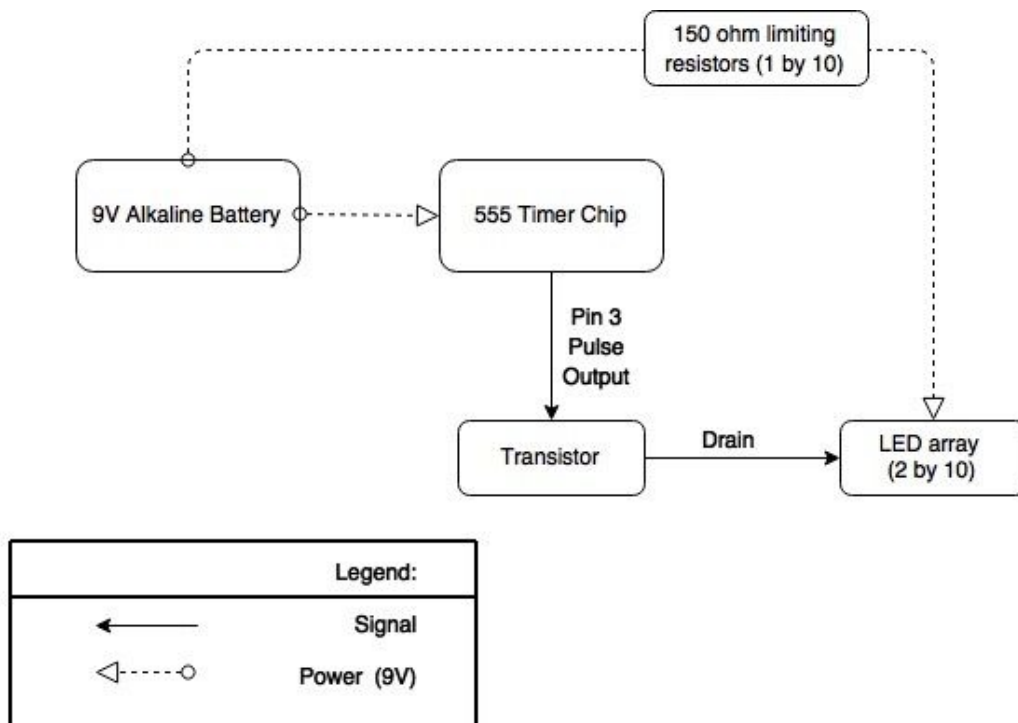 150 ohm limiting
resistors (1 by 10)
9V Alkaline Battery
555 Timer Chip
Pin 3
Pulse
Output
Transistor
Drain
LED array
(2 by 10)
Legend:
Signal
Power (9V)